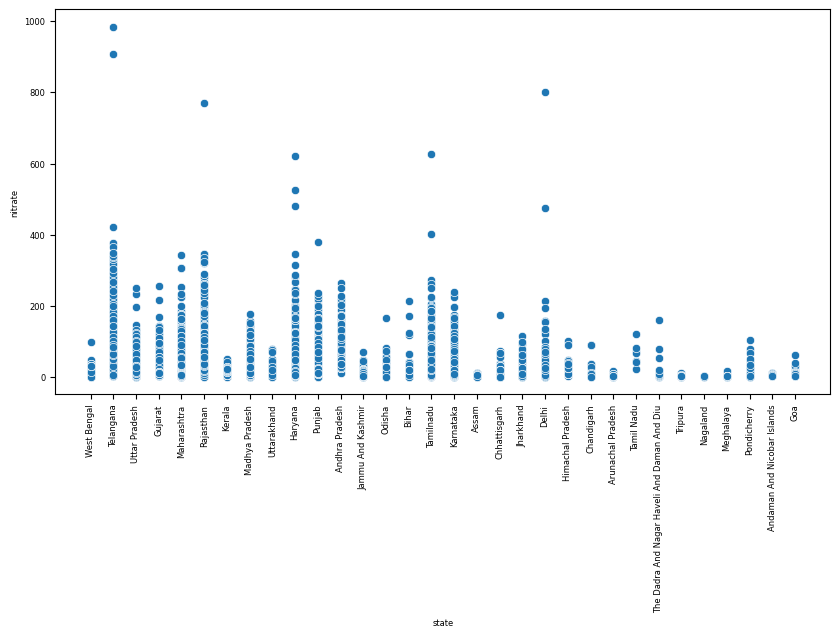 1000
800
600
400
200
0
nitrate
West Bengal
Telangana
Uttar Pradesh
Gujarat
Maharashtra
Rajasthan
Kerala
Madhya Pradesh
Uttarakhand
Haryana
Punjab
Andhra Pradesh
Jammu And Kashmir
Odisha
Bihar
Tamilnadu
Karnataka
Assam
Chhattisgarh
Jharkhand
Delhi
Himachal Pradesh
Chandigarh
Arunachal Pradesh
Tamil Nadu
The Dadra And Nagar Haveli And Daman And Diu
Tripura
Nagaland
Meghalaya
Pondicherry
Andaman And Nicobar Islands
Goa
state